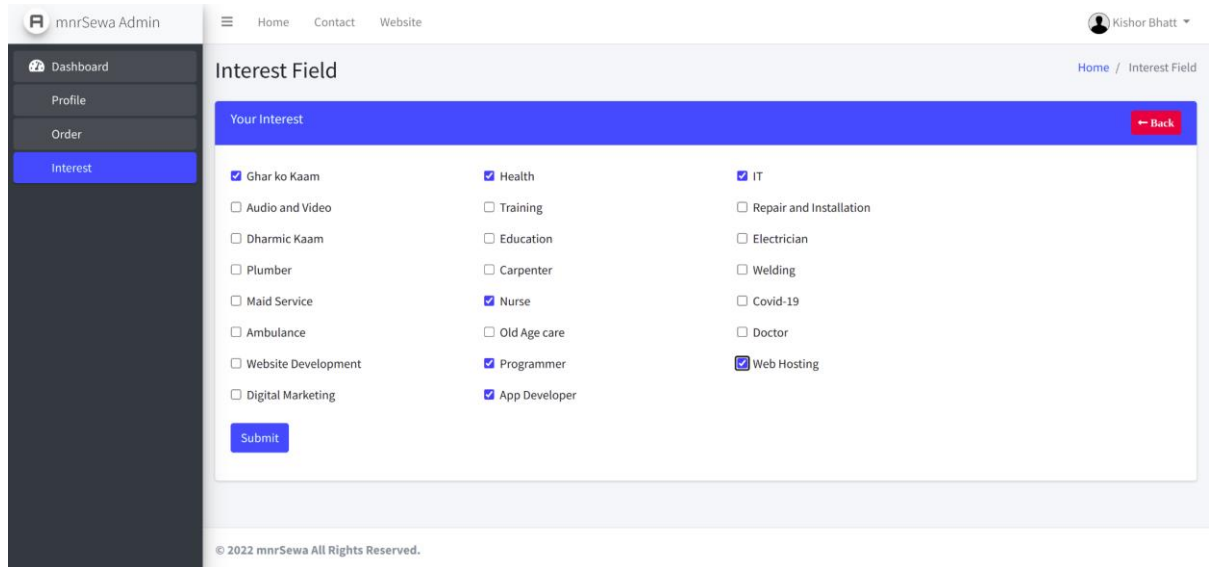 mnrSewa Admin
Home Contact Website
Kishor Bhatt
Dashboard
Profile
Order
Interest
Interest Field
Home / Interest Field
Your Interest
← Back
Ghar ko Kaam Health IT
Audio and Video Training Repair and Installation
Dharmic Kaam Education Electrician
Plumber Carpenter Welding
Maid Service Nurse Covid-19
Ambulance Old Age care Doctor
Website Development Programmer Web Hosting
Digital Marketing App Developer
Submit
© 2022 mnrSewa All Rights Reserved.